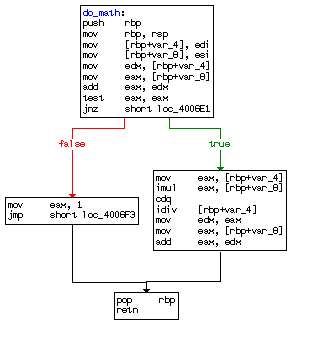 do_math:
push rbp
mov rbp, rsp
mov [rbp+var_4], edi
mov [rbp+var_8], esi
mov edx, [rbp+var_4]
mov eax, [rbp+var_8]
add eax, edx
test eax, eax
jnz short loc_4006E1
false
true
mov eax, 1
jmp short loc_4006F3
mov eax, [rbp+var_4]
imul eax, [rbp+var_8]
cdq
idiv [rbp+var_4]
mov edx, eax
mov eax, [rbp+var_8]
add eax, edx
pop rbp
retn